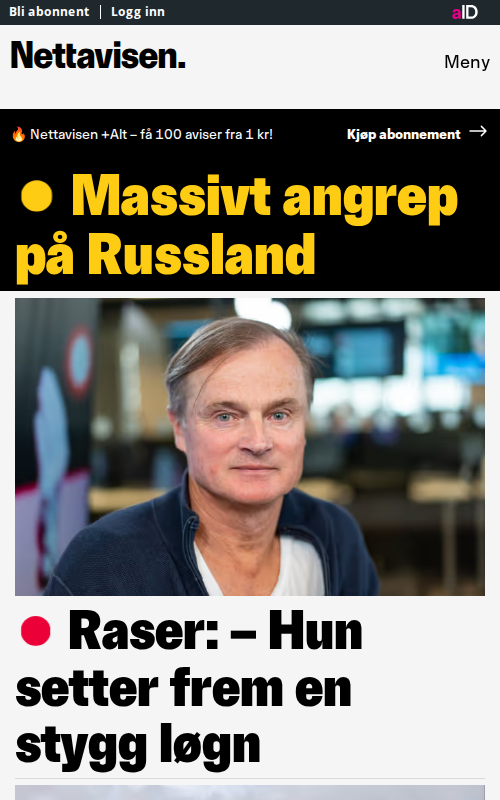 Bli abonnent | Logg inn
aID
Nettavisen.
Meny
🔥 Nettavisen +Alt – få 100 aviser fra 1 kr!
Kjøp abonnement →
Massivt angrep
på Russland
Raser: – Hun
setter frem en
stygg løgn